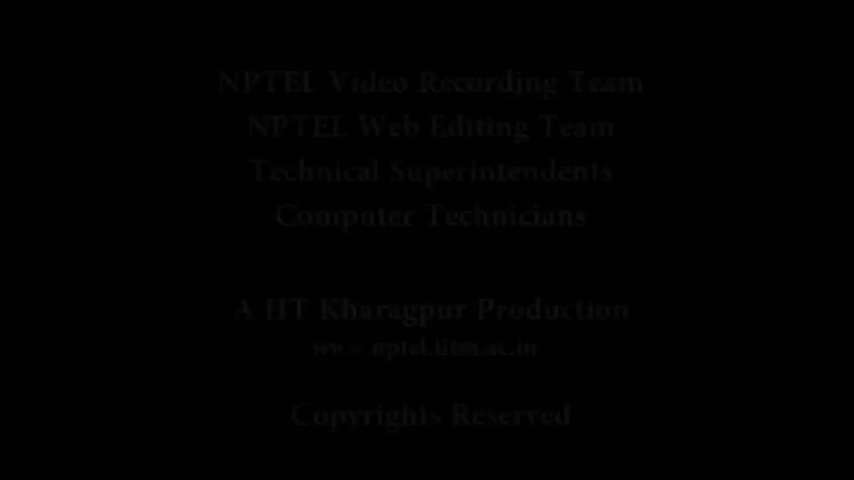 NPTEL Video Recording Team
NPTEL Web Editing Team
Technical Superintendents
Computer Technicians
A IIT Kharagpur Production
www.nptel.iitm.ac.in
Copyrights Reserved